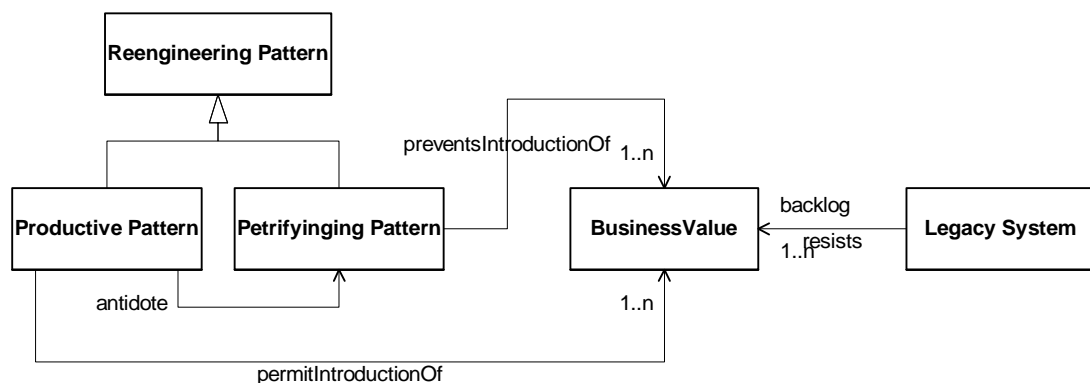 Reengineering Pattern
preventsIntroductionOf
1..n
Productive Pattern
Petrifyinging Pattern
BusinessValue
backlog
1..n
resists
Legacy System
antidote
1..n
permitIntroductionOf